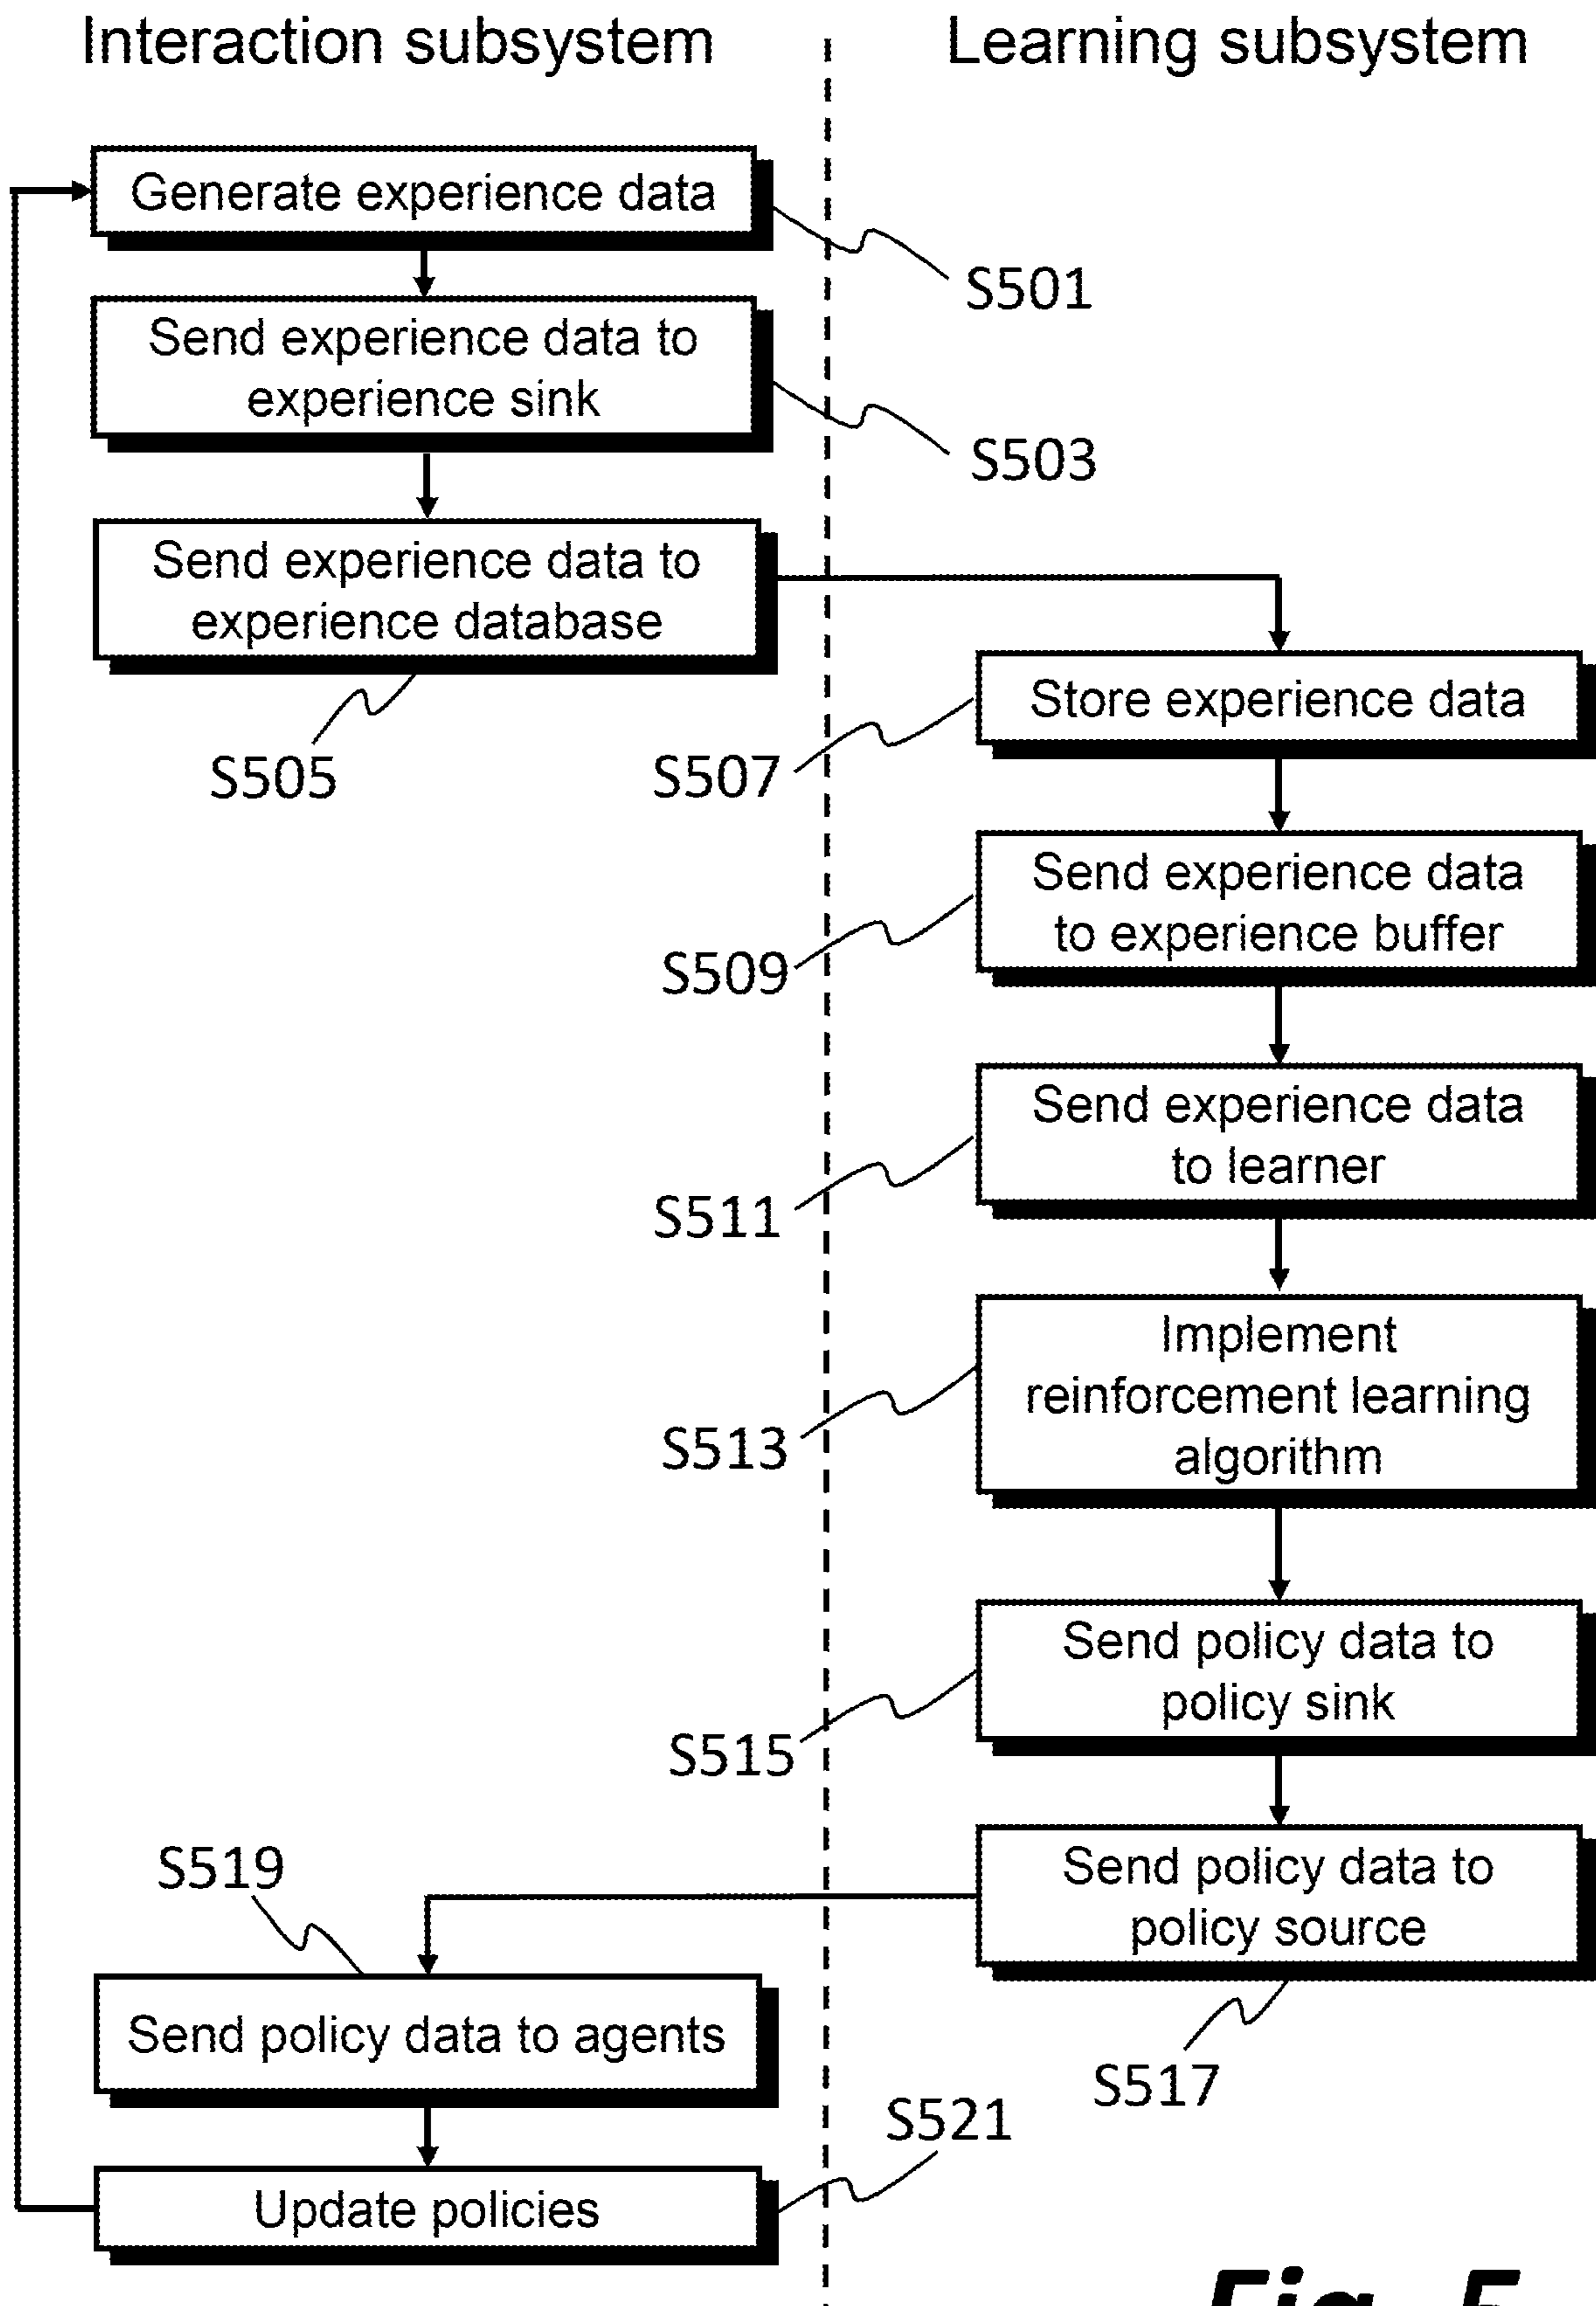 Interaction subsystem
Learning subsystem
Generate experience data
S501
Send experience data to
experience sink
S503
Send experience data to
experience database
S505
Store experience data
S507
Send experience data
to experience buffer
S509
Send experience data
to learner
S511
Implement
reinforcement learning
algorithm
S513
Send policy data to
policy sink
S515
Send policy data to
policy source
S517
S519
Send policy data to agents
S521
Update policies
Fig. 5